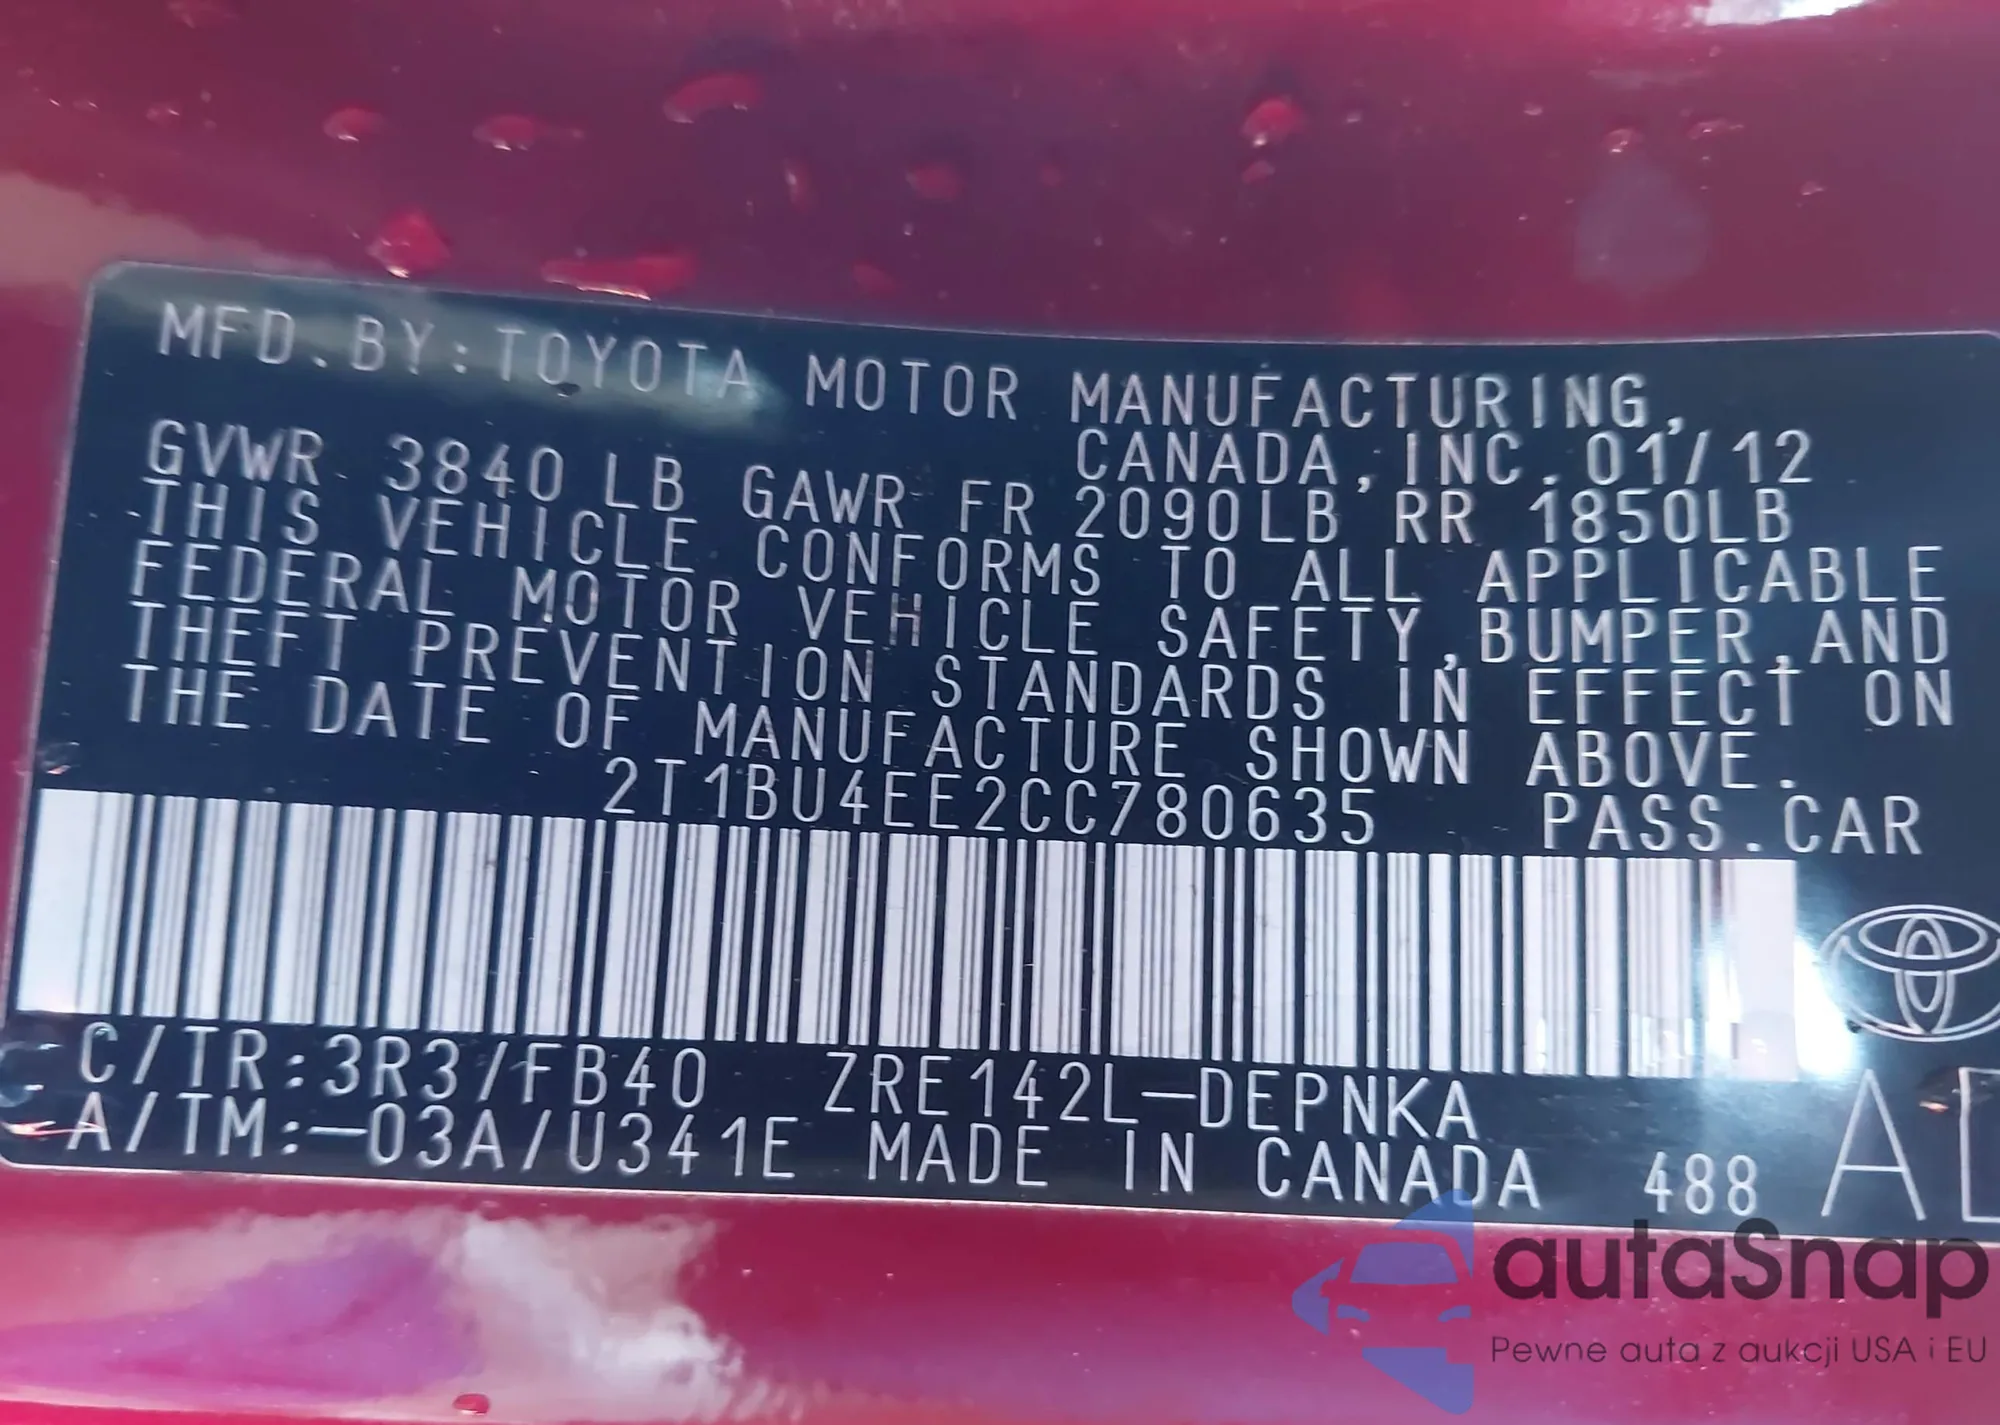 MFD.BY:TOYOTA MOTOR MANUFACTURING,
CANADA,INC.01/12
GVWR 3840 LB GAWR FR 2090LB RR 1850LB
THIS VEHICLE CONFORMS TO ALL APPLICABLE
FEDERAL MOTOR VEHICLE SAFETY,BUMPER,AND
THEFT PREVENTION STANDARDS IN EFFECT ON
THE DATE OF MANUFACTURE SHOWN ABOVE.
2T1BU4EE2CC780635 PASS.CAR
C/TR:3R3/FB40 ZRE142L-DEPNKA
A/TM:-03A/U341E MADE IN CANADA 488
autaSnap
Pewne auta z aukcji USA i EU